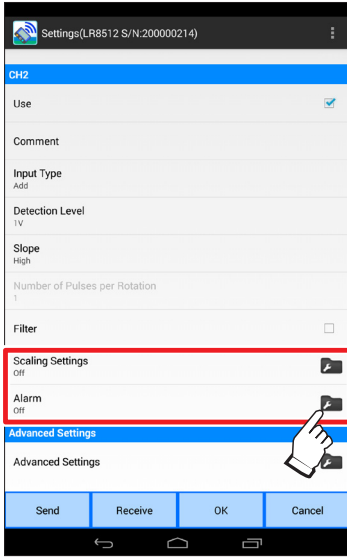 Settings(LR8512 S/N:200000214)
CH2
Use
Comment
Input Type
Add
Detection Level
1V
Slope
High
Number of Pulses per Rotation
1
Filter
Scaling Settings
Off
Alarm
Off
Advanced Settings
Advanced Settings
Send Receive OK Cancel